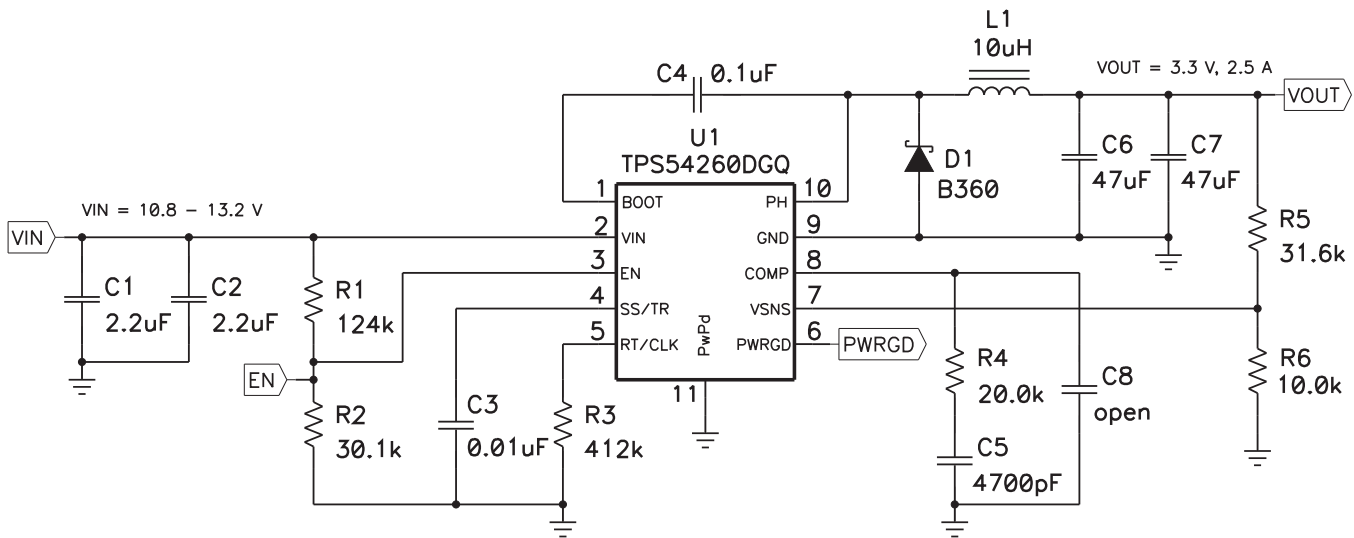 L1
10uH
C4 0.1uF
VOUT = 3.3 V, 2.5 A
VOUT
U1
TPS54260DGQ
D1
B360
C6
47uF
C7
47uF
VIN = 10.8 - 13.2 V
VIN
1
BOOT
2
VIN
3
EN
4
SS/TR
5
RT/CLK
PH
10
GND
9
COMP
8
VSNS
7
PWRGD
6
PWRGD
PwPd
11
C1
2.2uF
C2
2.2uF
R1
124k
EN
R2
30.1k
C3
0.01uF
R3
412k
R4
20.0k
C5
4700pF
C8
open
R5
31.6k
R6
10.0k